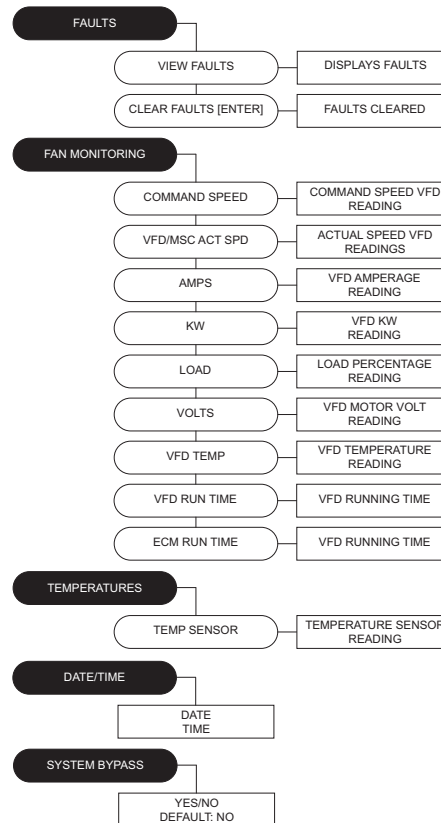 FAULTS
VIEW FAULTS
DISPLAYS FAULTS
CLEAR FAULTS [ENTER]
FAULTS CLEARED
FAN MONITORING
COMMAND SPEED
COMMAND SPEED VFD
READING
VFD/MSC ACT SPD
ACTUAL SPEED VFD
READINGS
AMPS
VFD AMPERAGE
READING
KW
VFD KW
READING
LOAD
LOAD PERCENTAGE
READING
VOLTS
VFD MOTOR VOLT
READING
VFD TEMP
VFD TEMPERATURE
READING
VFD RUN TIME
VFD RUNNING TIME
ECM RUN TIME
VFD RUNNING TIME
TEMPERATURES
TEMP SENSOR
TEMPERATURE SENSOR
READING
DATE/TIME
DATE
TIME
SYSTEM BYPASS
YES/NO
DEFAULT: NO